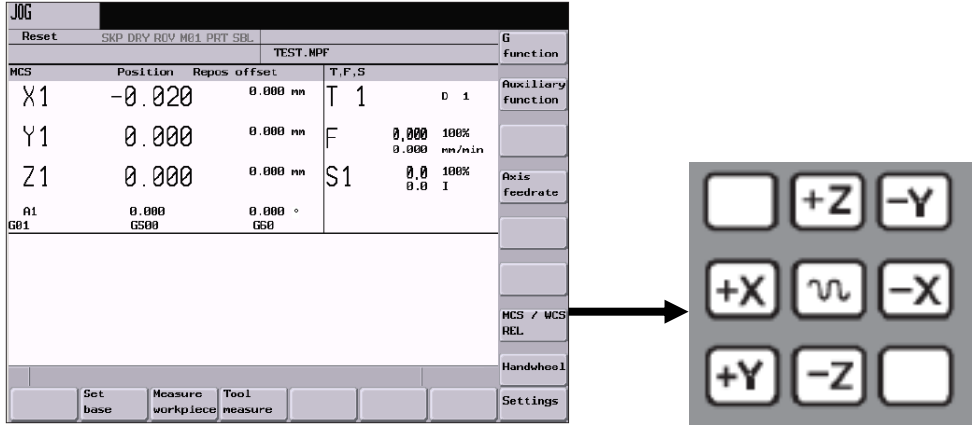 JOG
Reset SKP DRY ROV M01 PRT SBL
TEST.MPF
MCS Position Repos offset T,F,S
X1 -0.020 0.000 mm T 1 D 1
Y1 0.000 0.000 mm F 0.000 100%
0.000 mm/min
Z1 0.000 0.000 mm S1 0.0 100%
0.0 I
A1 0.000 0.000 °
G01 G500 G60
G
function
Auxiliary
function
Axis
feedrate
MCS / WCS
REL
Handwheel
Settings
Set
base
Measure
workpiece
Tool
measure
+Z -Y
+X -X
+Y -Z